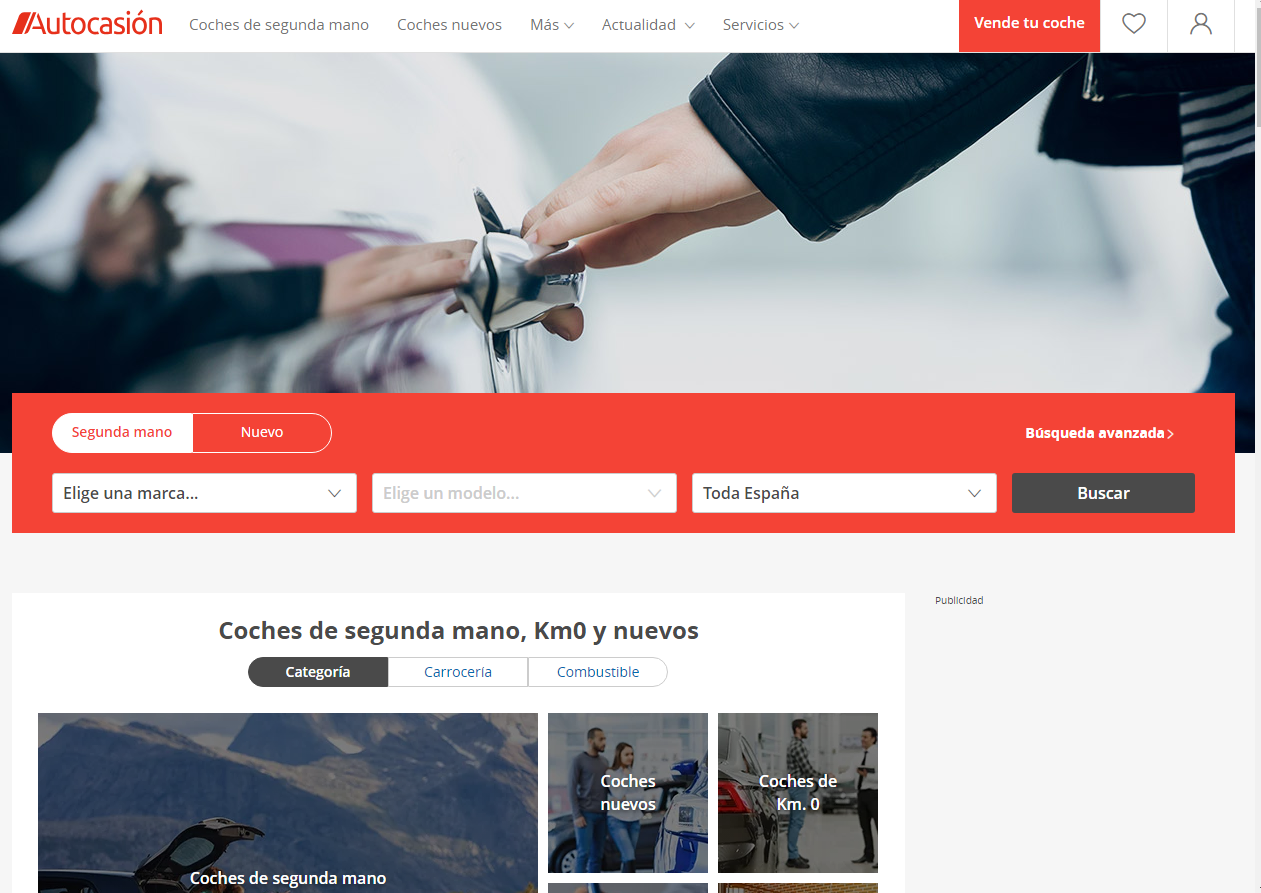 Autocasión
Coches de segunda mano
Coches nuevos
Más
Actualidad
Servicios
Vende tu coche
Segunda mano
Nuevo
Búsqueda avanzada
Elige una marca...
Elige un modelo...
Toda España
Buscar
Publicidad
Coches de segunda mano, Km0 y nuevos
Categoría
Carrocería
Combustible
Coches de segunda mano
Coches
nuevos
Coches de
Km. 0